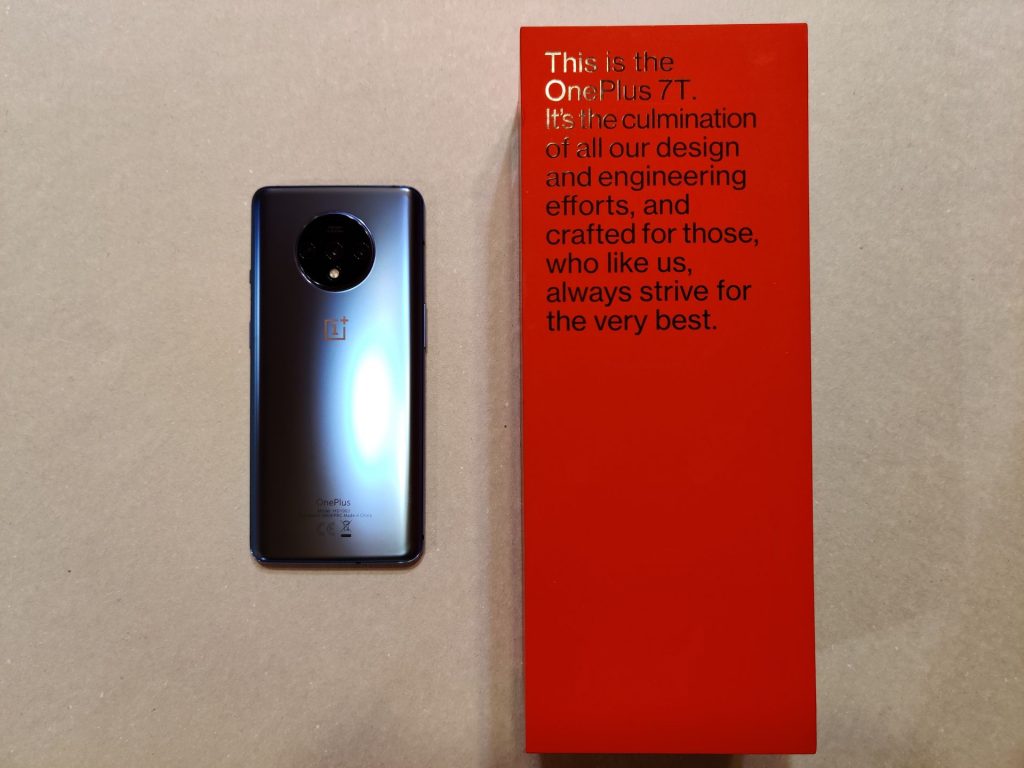 This is the
OnePlus 7T.
It's the culmination
of all our design
and engineering
efforts, and
crafted for those,
who like us,
always strive for
the very best.
1+
OnePlus